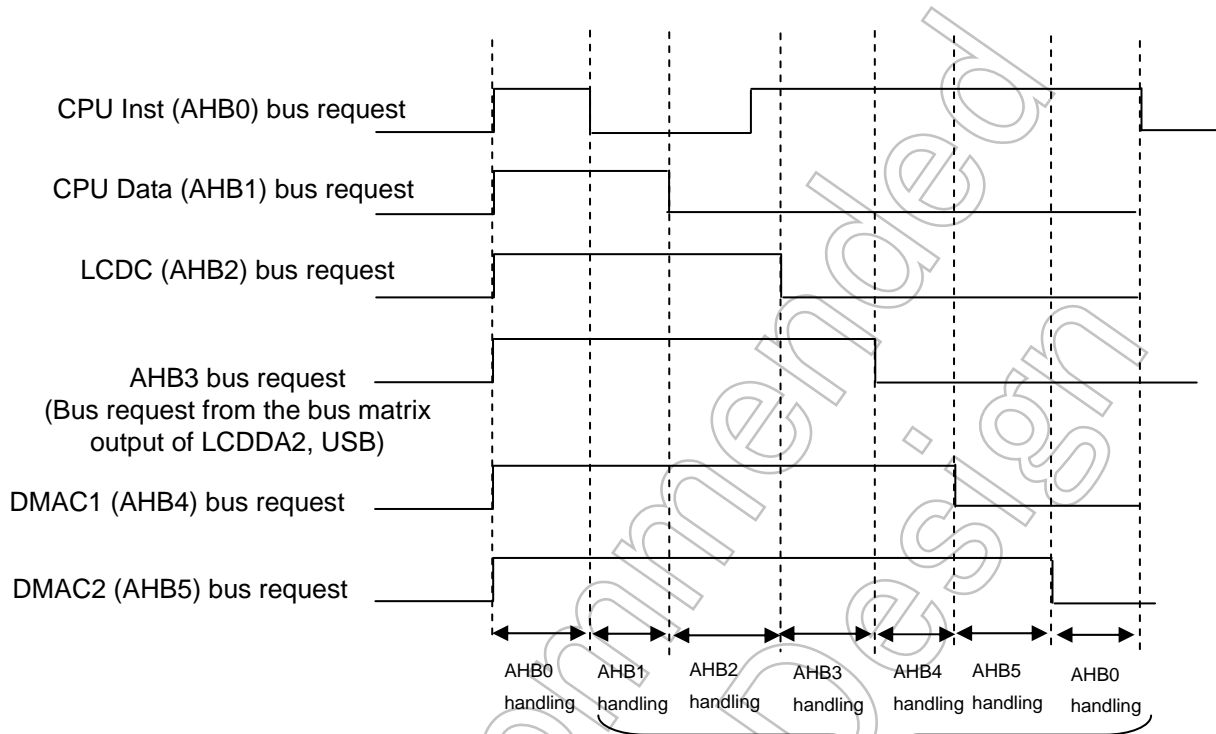 CPU Inst (AHB0) bus request
CPU Data (AHB1) bus request
LCDC (AHB2) bus request
AHB3 bus request
(Bus request from the bus matrix
output of LCDDA2, USB)
DMAC1 (AHB4) bus request
DMAC2 (AHB5) bus request
AHB0 handling
AHB1 handling
AHB2 handling
AHB3 handling
AHB4 handling
AHB5 handling
AHB0 handling
ommended
Design